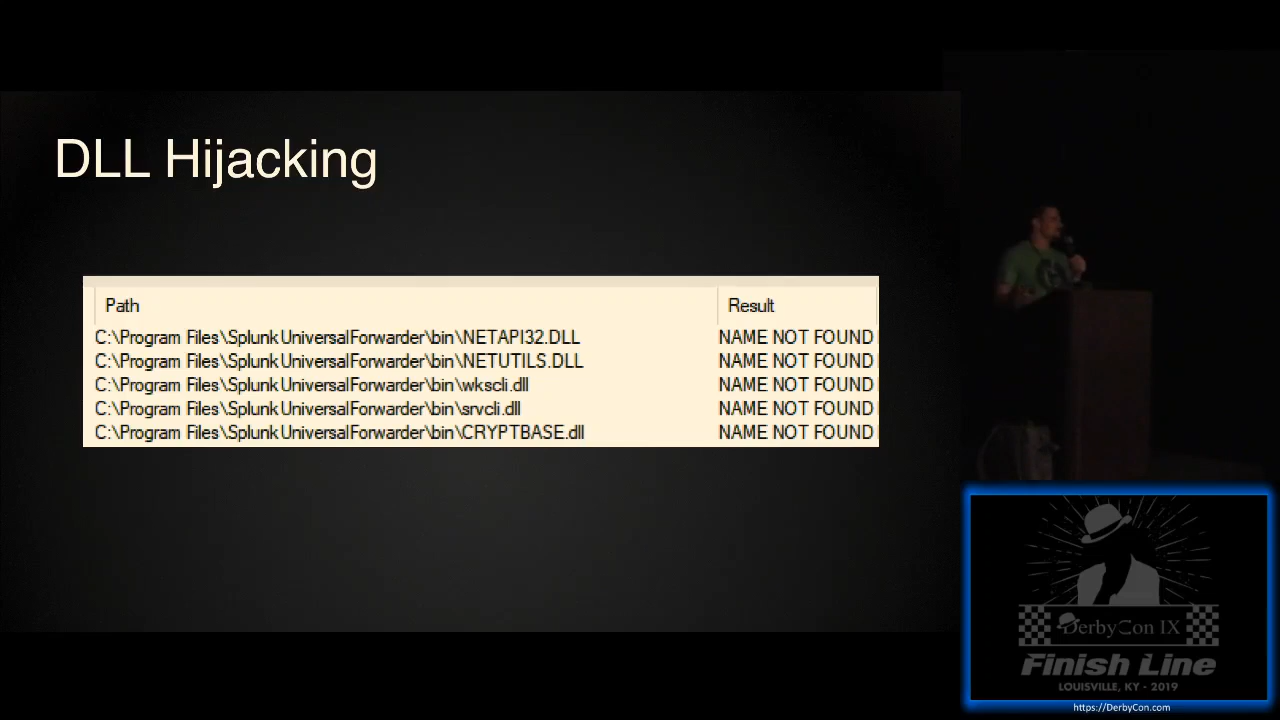 DLL Hijacking
Path Result
C:\Program Files\SplunkUniversalForwarder\bin\NETAPI32.DLL NAME NOT FOUND
C:\Program Files\SplunkUniversalForwarder\bin\NETUTILS.DLL NAME NOT FOUND
C:\Program Files\SplunkUniversalForwarder\bin\wkscli.dll NAME NOT FOUND
C:\Program Files\SplunkUniversalForwarder\bin\srvcli.dll NAME NOT FOUND
C:\Program Files\SplunkUniversalForwarder\bin\CRYPTBASE.dll NAME NOT FOUND
DerbyCon IX
Finish Line
LOUISVILLE, KY - 2019
https://DerbyCon.com